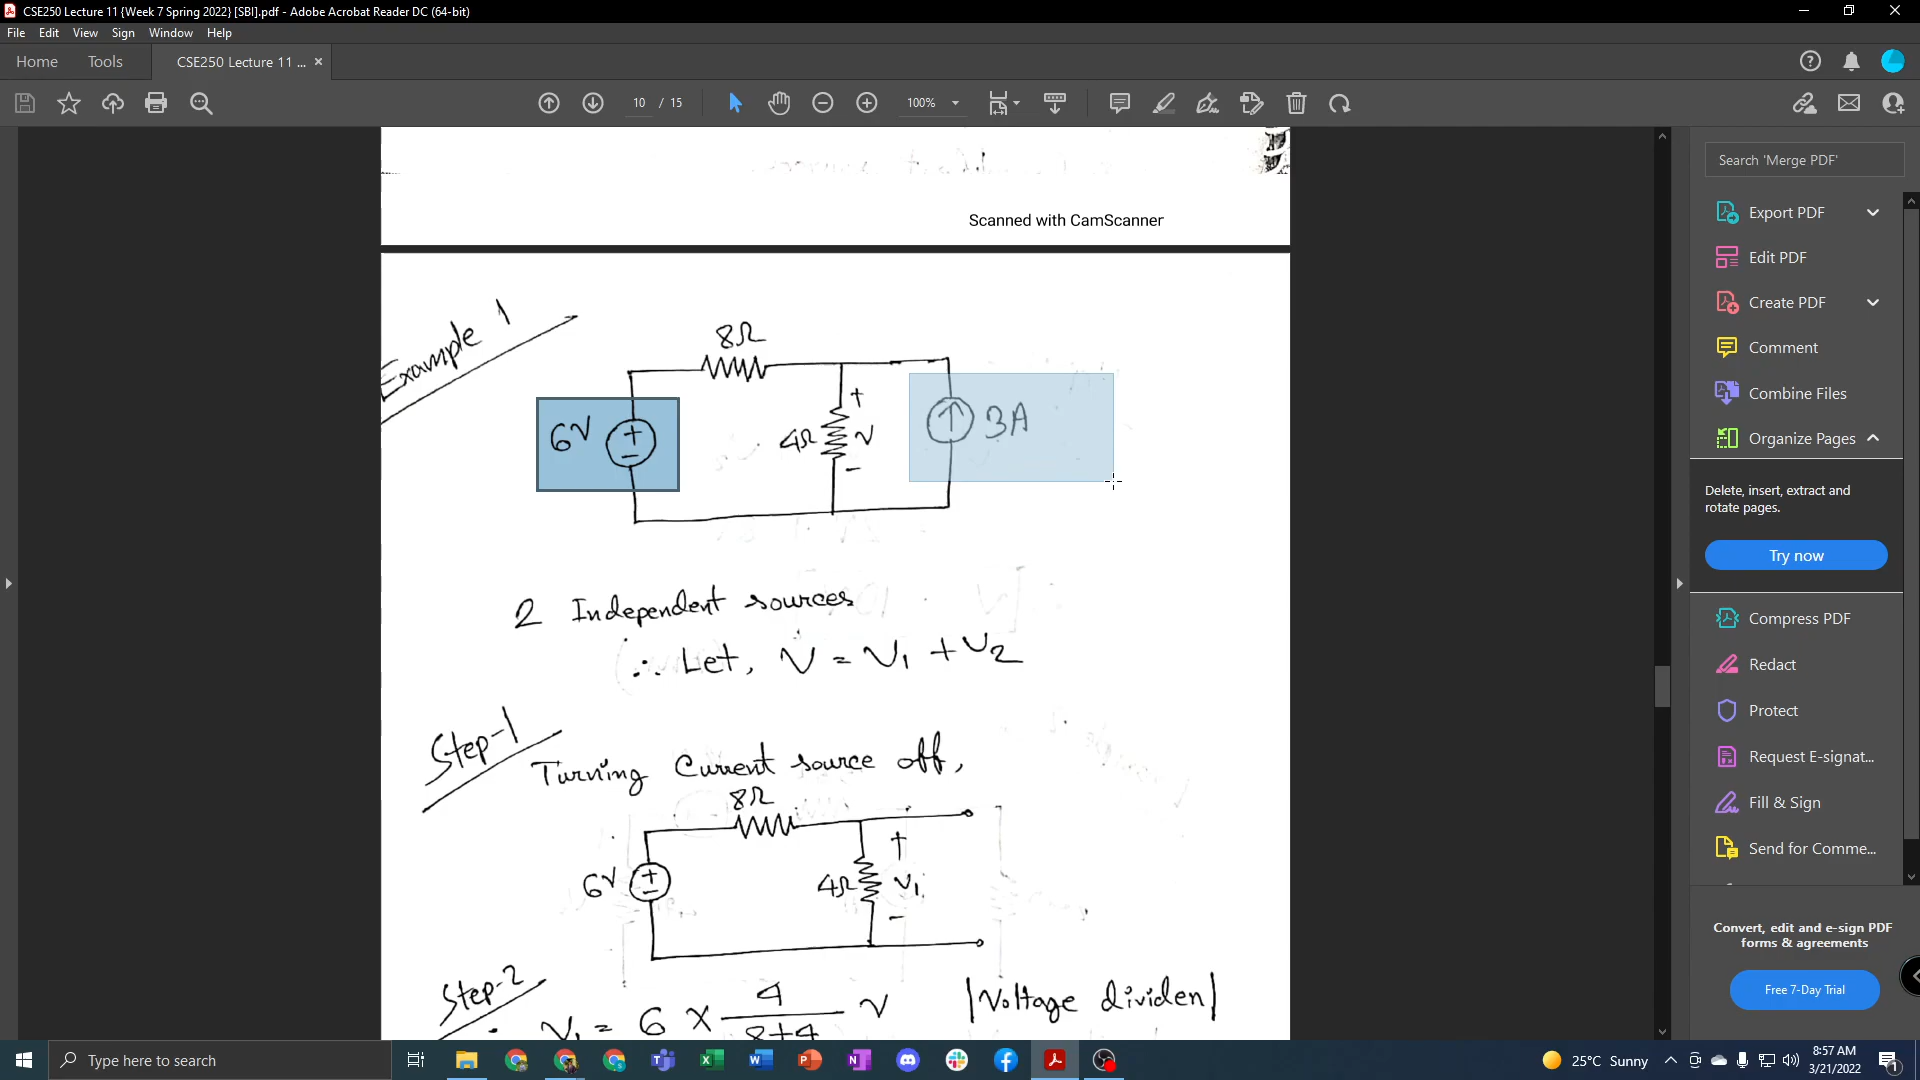 CSE250 Lecture 11 {Week 7 Spring 2022} [SBI].pdf - Adobe Acrobat Reader DC (64-bit)
File Edit View Sign Window Help
Home Tools CSE250 Lecture 11 ... ×
10 / 15 100%
Search 'Merge PDF'
Export PDF
Edit PDF
Create PDF
Comment
Combine Files
Organize Pages
Delete, insert, extract and
rotate pages.
Try now
Compress PDF
Redact
Protect
Request E-signat...
Fill & Sign
Send for Comme...
Convert, edit and e-sign PDF
forms & agreements
Free 7-Day Trial
Scanned with CamScanner
Example 1
8Ω
6V + -
4Ω + V -
3A
2 Independent sources
∴ Let, V = V1 + V2
Step-1
Turning Current source off,
8Ω
6V + -
4Ω + V1 -
Step-2
∴ V1 = 6 × 4/(8+4) V |Voltage divider|
Type here to search
25°C Sunny
8:57 AM
3/21/2022
1